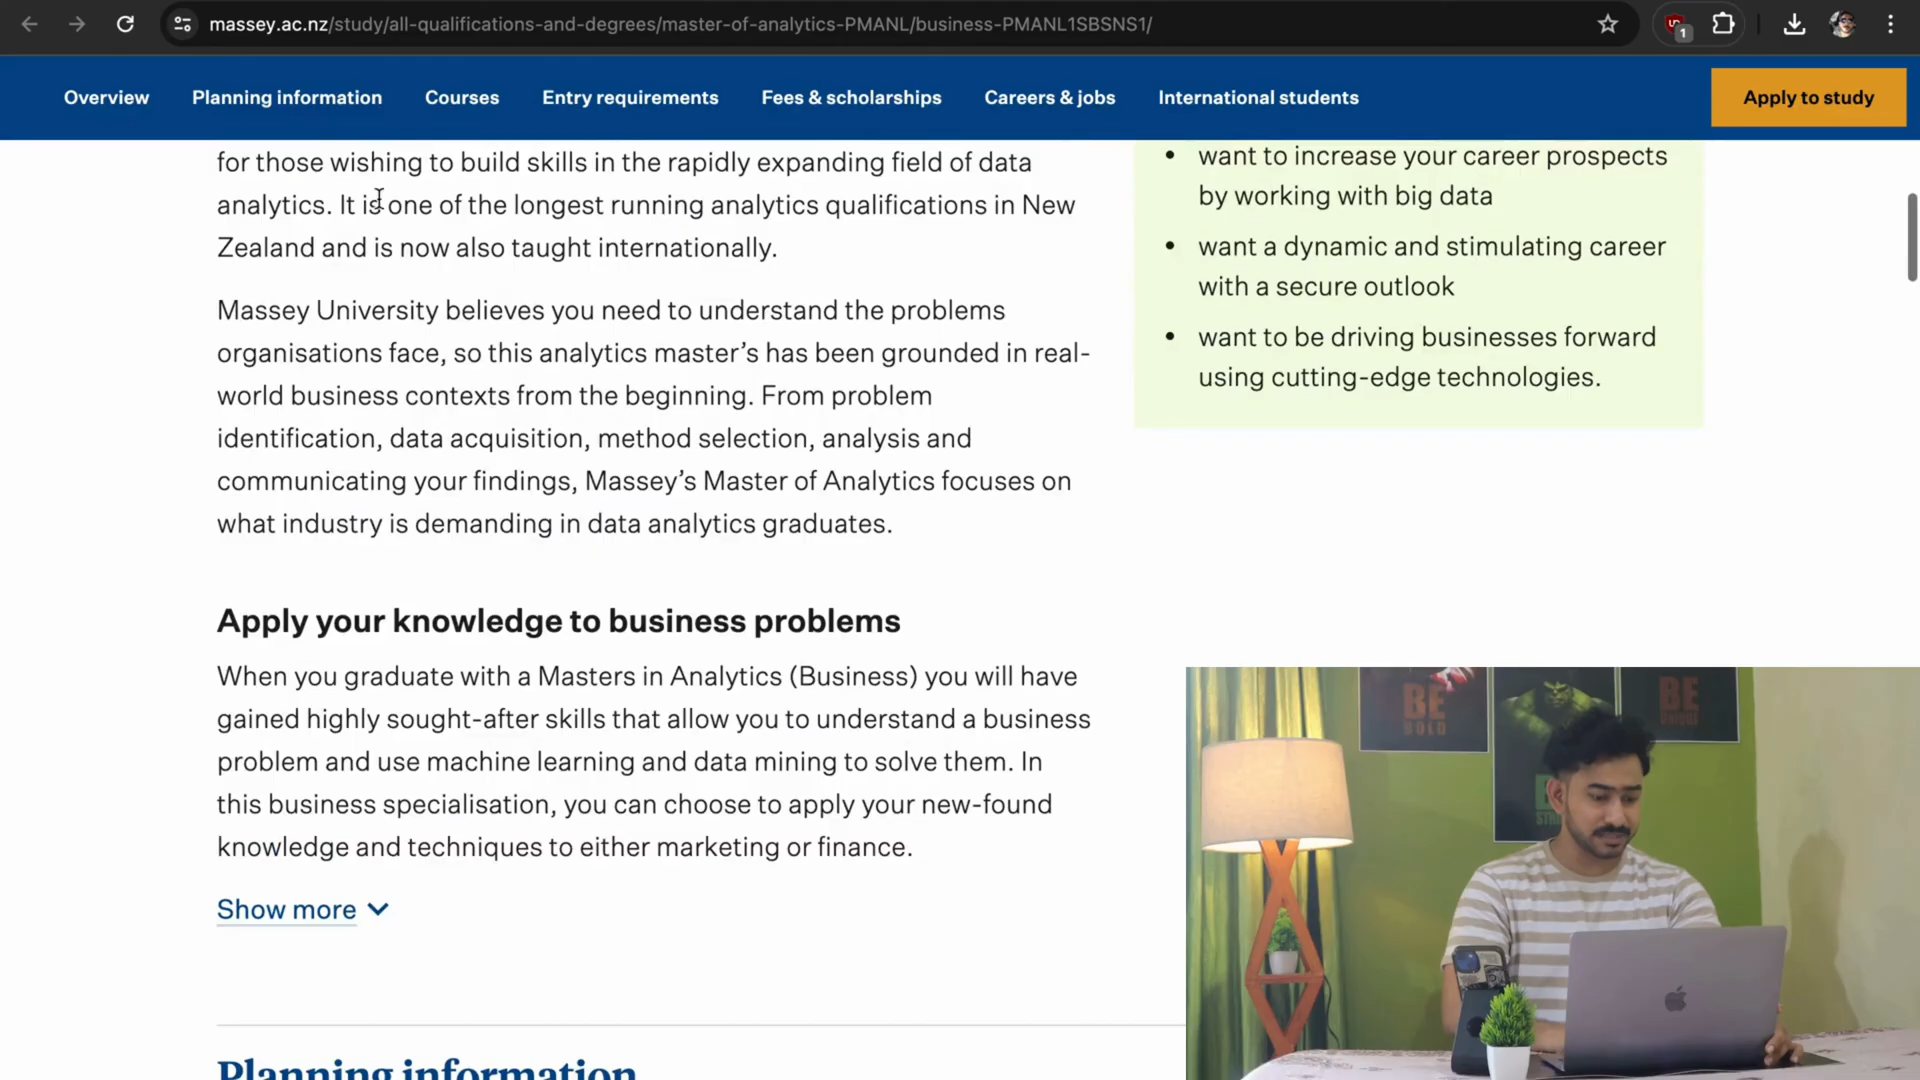 massey.ac.nz/study/all-qualifications-and-degrees/master-of-analytics-PMANL/business-PMANL1SBSNS1/
1
Overview
Planning information
Courses
Entry requirements
Fees & scholarships
Careers & jobs
International students
Apply to study
for those wishing to build skills in the rapidly expanding field of data
analytics. It is one of the longest running analytics qualifications in New
Zealand and is now also taught internationally.
Massey University believes you need to understand the problems
organisations face, so this analytics master’s has been grounded in real-
world business contexts from the beginning. From problem
identification, data acquisition, method selection, analysis and
communicating your findings, Massey’s Master of Analytics focuses on
what industry is demanding in data analytics graduates.
Apply your knowledge to business problems
When you graduate with a Masters in Analytics (Business) you will have
gained highly sought-after skills that allow you to understand a business
problem and use machine learning and data mining to solve them. In
this business specialisation, you can choose to apply your new-found
knowledge and techniques to either marketing or finance.
Show more
Planning information
• want to increase your career prospects
by working with big data
• want a dynamic and stimulating career
with a secure outlook
• want to be driving businesses forward
using cutting-edge technologies.
BE
BOLD
BE
UNIQUE